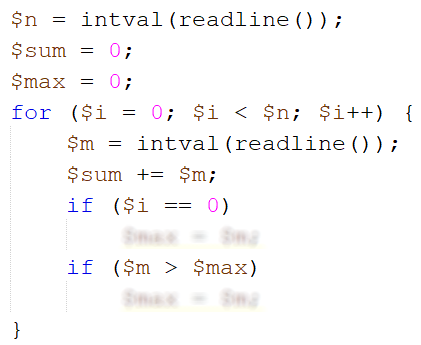 $n = intval(readline());
$sum = 0;
$max = 0;
for ($i = 0; $i < $n; $i++) {
$m = intval(readline());
$sum += $m;
if ($i == 0)
if ($m > $max)
}